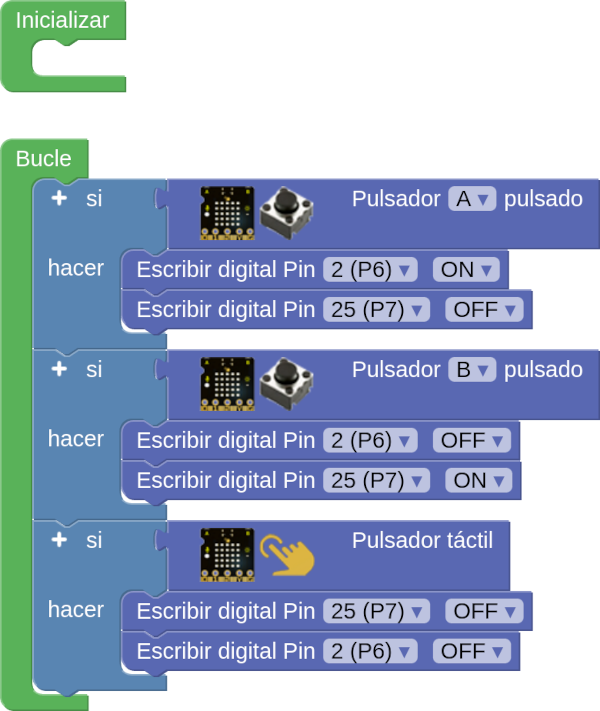 Inicializar
Bucle
si Pulsador A pulsado
hacer Escribir digital Pin 2 (P6) ON
Escribir digital Pin 25 (P7) OFF
si Pulsador B pulsado
hacer Escribir digital Pin 2 (P6) OFF
Escribir digital Pin 25 (P7) ON
si Pulsador táctil
hacer Escribir digital Pin 25 (P7) OFF
Escribir digital Pin 2 (P6) OFF